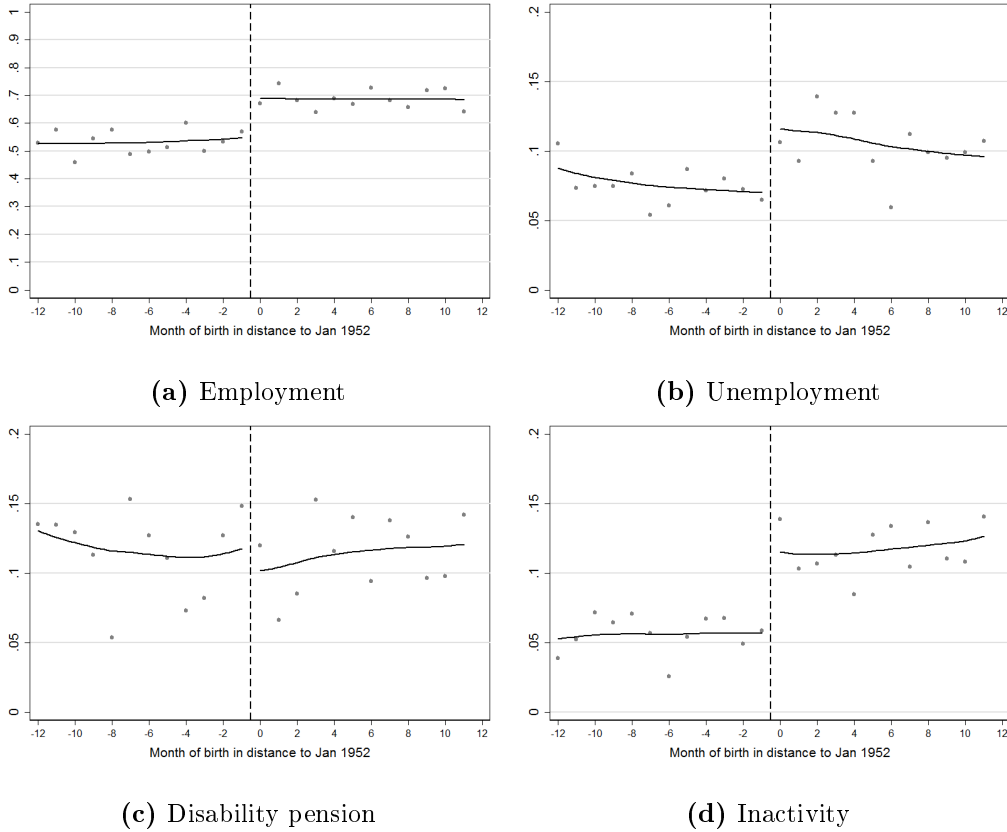 1
.9
.8
.7
.6
.5
.4
.3
.2
.1
0
-12 -10 -8 -6 -4 -2 0 2 4 6 8 10 12
Month of birth in distance to Jan 1952
(a) Employment
.2
.15
.1
.05
0
-12 -10 -8 -6 -4 -2 0 2 4 6 8 10 12
Month of birth in distance to Jan 1952
(b) Unemployment
.2
.15
.1
.05
0
-12 -10 -8 -6 -4 -2 0 2 4 6 8 10 12
Month of birth in distance to Jan 1952
(c) Disability pension
.2
.15
.1
.05
0
-12 -10 -8 -6 -4 -2 0 2 4 6 8 10 12
Month of birth in distance to Jan 1952
(d) Inactivity